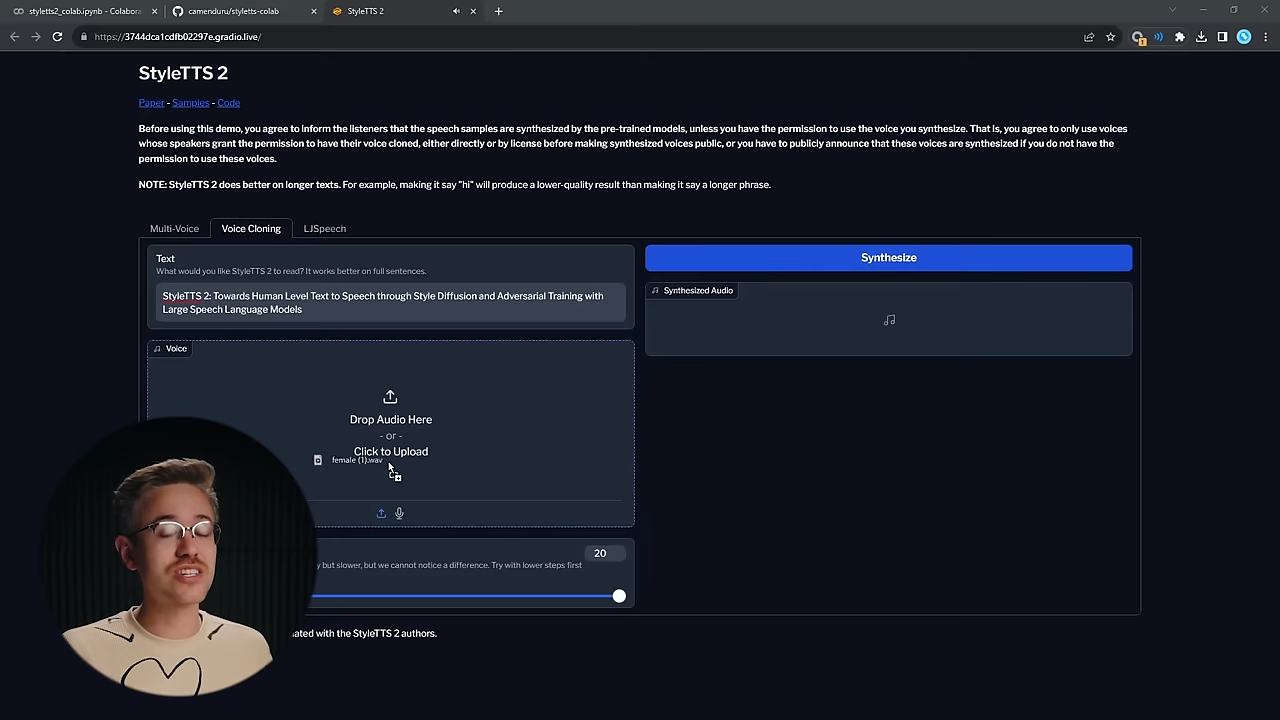 styletts2_colab.ipynb - Colabora
camenduru/styletts-colab
StyleTTS 2
https://3744dca1cdfb02297e.gradio.live/
StyleTTS 2
Paper - Samples - Code
Before using this demo, you agree to inform the listeners that the speech samples are synthesized by the pre-trained models, unless you have the permission to use the voice you synthesize. That is, you agree to only use voices
whose speakers grant the permission to have their voice cloned, either directly or by license before making synthesized voices public, or you have to publicly announce that these voices are synthesized if you do not have the
permission to use these voices.
NOTE: StyleTTS 2 does better on longer texts. For example, making it say "hi" will produce a lower-quality result than making it say a longer phrase.
Multi-Voice
Voice Cloning
LJSpeech
Text
What would you like StyleTTS 2 to read? It works better on full sentences.
StyleTTS 2: Towards Human Level Text to Speech through Style Diffusion and Adversarial Training with
Large Speech Language Models
Synthesize
Synthesized Audio
Voice
Drop Audio Here
- or -
Click to Upload
female (1).wav
20
but slower, but we cannot notice a difference. Try with lower steps first
with the StyleTTS 2 authors.